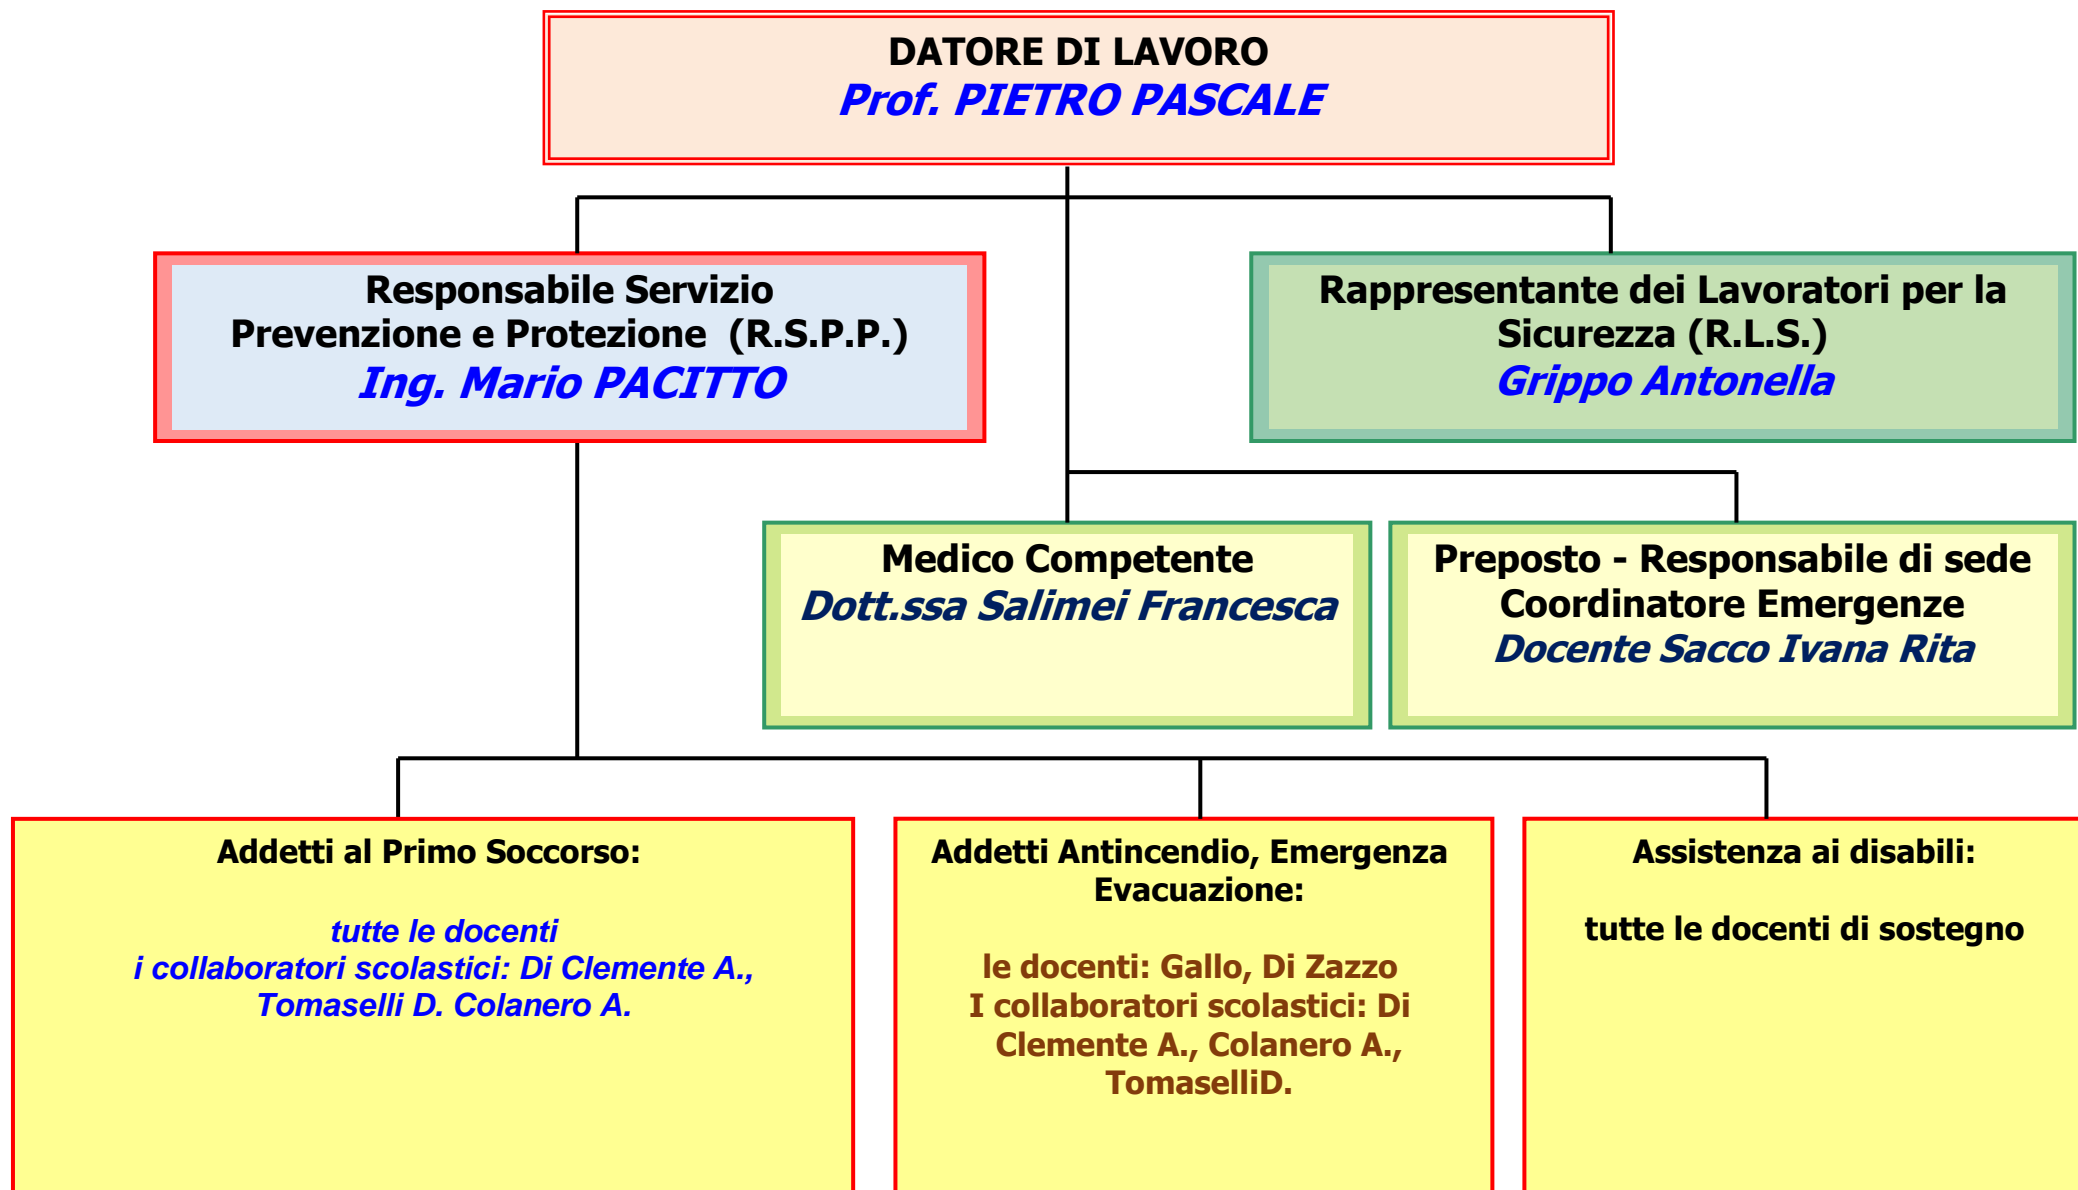 DATORE DI LAVORO
Prof. PIETRO PASCALE
Responsabile Servizio
Prevenzione e Protezione  (R.S.P.P.)
Ing. Mario PACITTO
Rappresentante dei Lavoratori per la
Sicurezza (R.L.S.)
Grippo Antonella
Medico Competente
Dott.ssa Salimei Francesca
Preposto - Responsabile di sede
Coordinatore Emergenze
Docente Sacco Ivana Rita
Addetti al Primo Soccorso:
tutte le docenti
i collaboratori scolastici: Di Clemente A.,
Tomaselli D. Colanero A.
Addetti Antincendio, Emergenza
Evacuazione:
le docenti: Gallo, Di Zazzo
I collaboratori scolastici: Di
Clemente A., Colanero A.,
TomaselliD.
Assistenza ai disabili:
tutte le docenti di sostegno